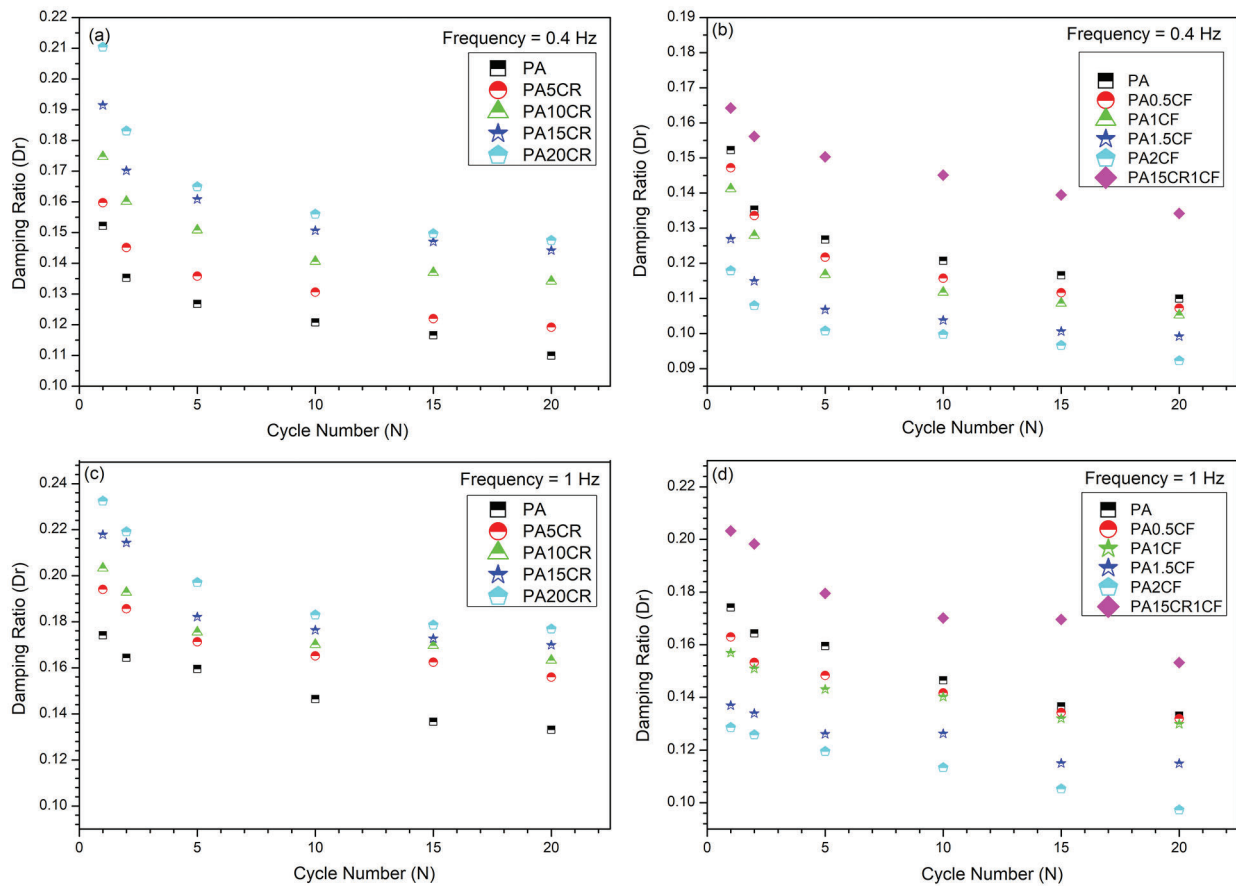 (a)
Frequency = 0.4 Hz
PA
PA5CR
PA10CR
PA15CR
PA20CR
0.22
0.21
0.20
0.19
0.18
0.17
0.16
0.15
0.14
0.13
0.12
0.11
0.10
Damping Ratio (Dr)
0 5 10 15 20
Cycle Number (N)
(b)
Frequency = 0.4 Hz
PA
PA0.5CF
PA1CF
PA1.5CF
PA2CF
PA15CR1CF
0.19
0.18
0.17
0.16
0.15
0.14
0.13
0.12
0.11
0.10
0.09
Damping Ratio (Dr)
0 5 10 15 20
Cycle Number (N)
(c)
Frequency = 1 Hz
PA
PA5CR
PA10CR
PA15CR
PA20CR
0.24
0.22
0.20
0.18
0.16
0.14
0.12
0.10
Damping Ratio (Dr)
0 5 10 15 20
Cycle Number (N)
(d)
Frequency = 1 Hz
PA
PA0.5CF
PA1CF
PA1.5CF
PA2CF
PA15CR1CF
0.22
0.20
0.18
0.16
0.14
0.12
0.10
Damping Ratio (Dr)
0 5 10 15 20
Cycle Number (N)